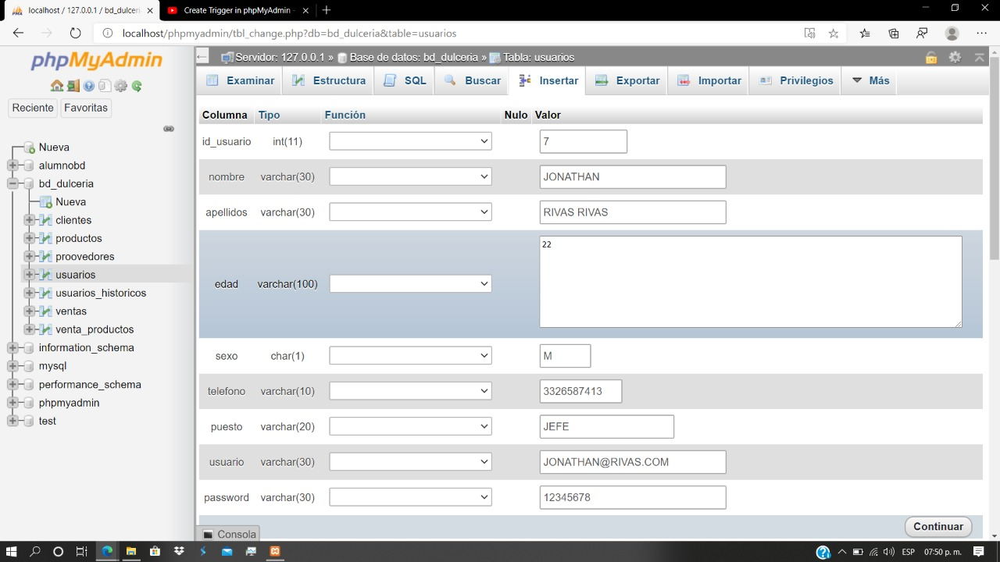 localhost / 127.0.0.1 / bd_dulceri
Create Trigger in phpMyAdmin -
localhost/phpmyadmin/tbl_change.php?db=bd_dulceria&table=usuarios
phpMyAdmin
Reciente Favoritas
Nueva
alumnobd
bd_dulceria
Nueva
clientes
productos
proovedores
usuarios
usuarios_historicos
ventas
venta_productos
information_schema
mysql
performance_schema
phpmyadmin
test
Servidor: 127.0.0.1 » Base de datos: bd_dulceria » Tabla: usuarios
Examinar Estructura SQL Buscar Insertar Exportar Importar Privilegios Más
Columna Tipo Función Nulo Valor
id_usuario int(11) 7
nombre varchar(30) JONATHAN
apellidos varchar(30) RIVAS RIVAS
edad varchar(100) 22
sexo char(1) M
telefono varchar(10) 3326587413
puesto varchar(20) JEFE
usuario varchar(30) JONATHAN@RIVAS.COM
password varchar(30) 12345678
Continuar
Consola
ESP 07:50 p. m.